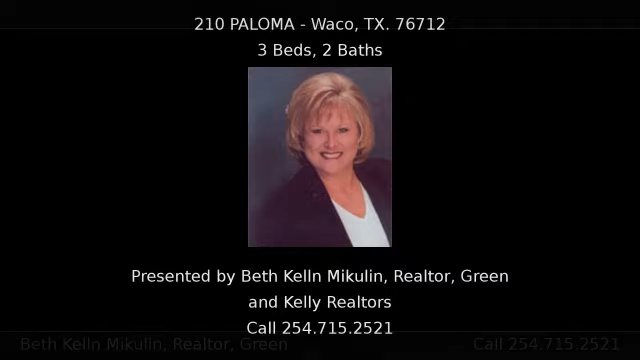 210 PALOMA - Waco, TX. 76712
3 Beds, 2 Baths
Presented by Beth Kelln Mikulin, Realtor, Green
and Kelly Realtors
Call 254.715.2521
Beth Kelln Mikulin, Realtor, Green
Call 254.715.2521